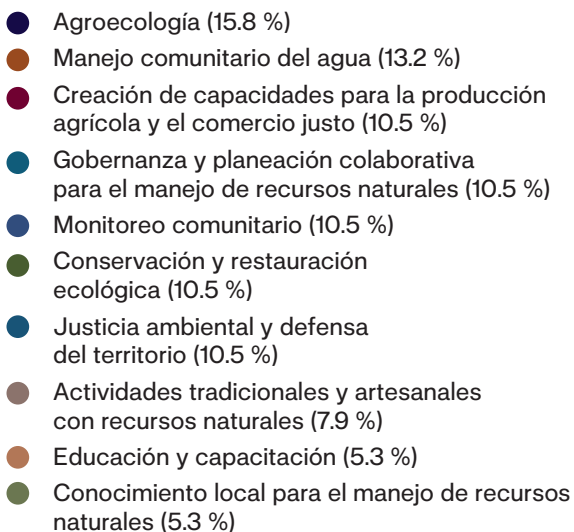 Agroecología (15.8 %)
Manejo comunitario del agua (13.2 %)
Creación de capacidades para la producción
agrícola y el comercio justo (10.5 %)
Gobernanza y planeación colaborativa
para el manejo de recursos naturales (10.5 %)
Monitoreo comunitario (10.5 %)
Conservación y restauración
ecológica (10.5 %)
Justicia ambiental y defensa
del territorio (10.5 %)
Actividades tradicionales y artesanales
con recursos naturales (7.9 %)
Educación y capacitación (5.3 %)
Conocimiento local para el manejo de recursos
naturales (5.3 %)